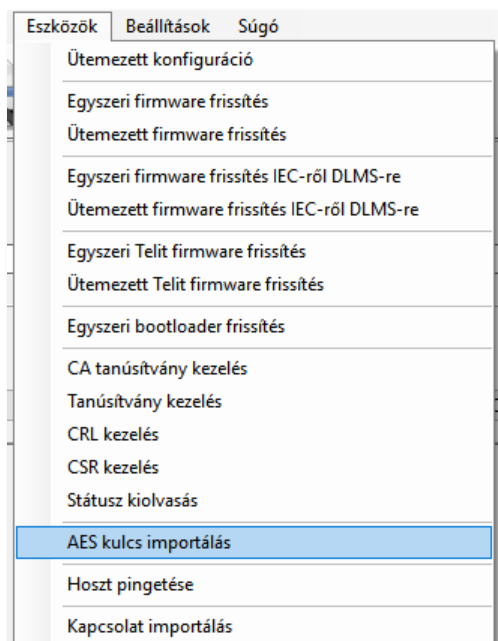 Eszközök Beállítások Súgó
Ütemezett konfiguráció
Egyszeri firmware frissítés
Ütemezett firmware frissítés
Egyszeri firmware frissítés IEC-ről DLMS-re
Ütemezett firmware frissítés IEC-ről DLMS-re
Egyszeri Telit firmware frissítés
Ütemezett Telit firmware frissítés
Egyszeri bootloader frissítés
CA tanúsítvány kezelés
Tanúsítvány kezelés
CRL kezelés
CSR kezelés
Státusz kiolvasás
AES kulcs importálás
Hoszt pingetése
Kapcsolat importálás